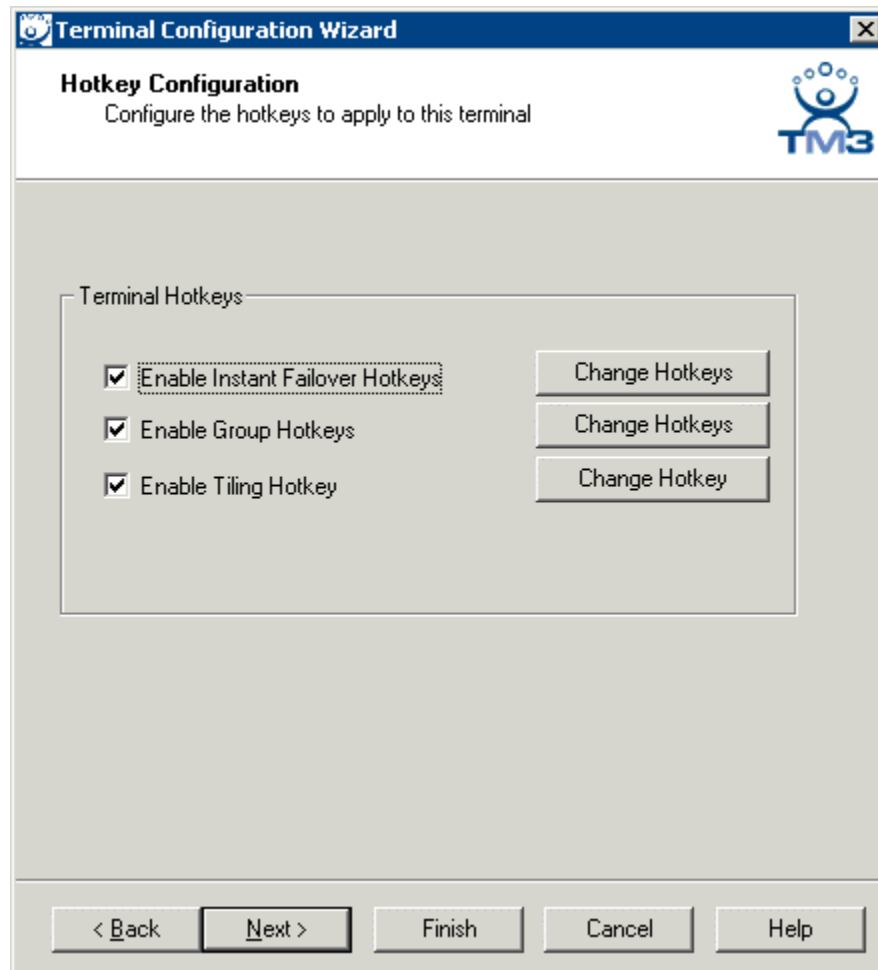 Terminal Configuration Wizard
Hotkey Configuration
Configure the hotkeys to apply to this terminal
TM3
Terminal Hotkeys
Enable Instant Failover Hotkeys
Change Hotkeys
Enable Group Hotkeys
Change Hotkeys
Enable Tiling Hotkey
Change Hotkey
< Back
Next >
Finish
Cancel
Help